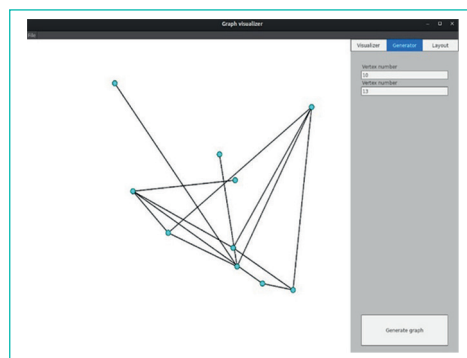 Graph visualizer
File
Visualizer Generator Layout
Vertex number
10
Vertex number
13
Generate graph